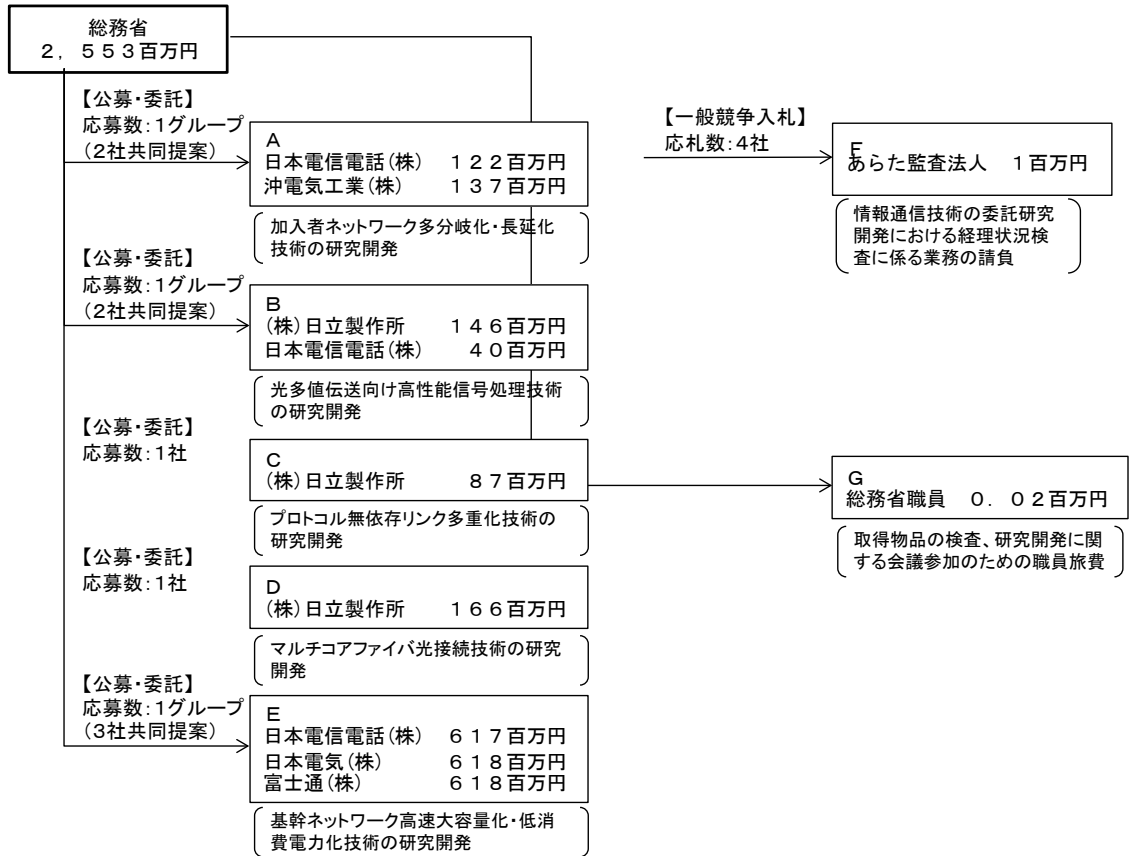 総務省
2，553百万円
【公募・委託】
応募数：1グループ
（2社共同提案）
A
日本電信電話（株） 122百万円
沖電気工業（株） 137百万円
加入者ネットワーク多分岐化・長延化
技術の研究開発
【公募・委託】
応募数：1グループ
（2社共同提案）
B
（株）日立製作所 146百万円
日本電信電話（株） 40百万円
光多値伝送向け高性能信号処理技術
の研究開発
【公募・委託】
応募数：1社
C
（株）日立製作所 87百万円
プロトコル無依存リンク多重化技術の
研究開発
【公募・委託】
応募数：1社
D
（株）日立製作所 166百万円
マルチコアファイバ光接続技術の研究
開発
【公募・委託】
応募数：1グループ
（3社共同提案）
E
日本電信電話（株） 617百万円
日本電気（株） 618百万円
富士通（株） 618百万円
基幹ネットワーク高速大容量化・低消
費電力化技術の研究開発
【一般競争入札】
応札数：4社
F
あらた監査法人 1百万円
情報通信技術の委託研究
開発における経理状況検
査に係る業務の請負
G
総務省職員 0．02百万円
取得物品の検査、研究開発に関
する会議参加のための職員旅費